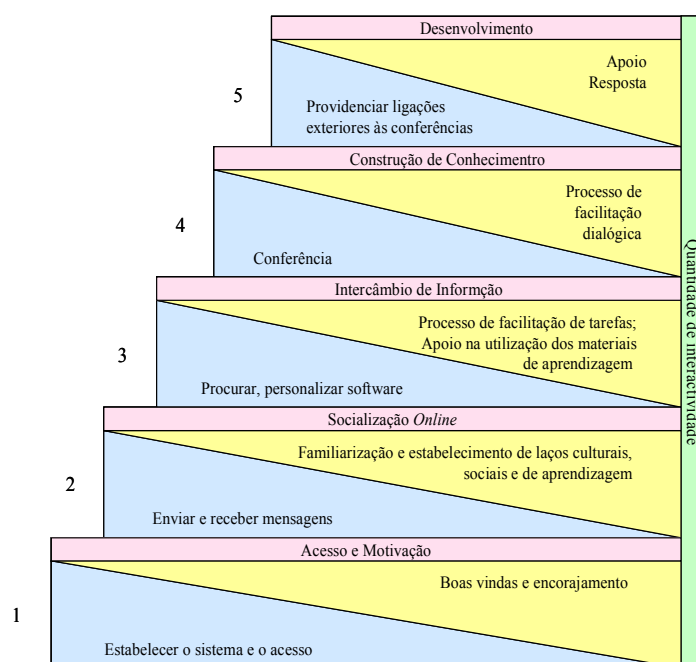 Desenvolvimento
Apoio
Resposta
5
Providenciar ligações
exteriores às conferências
Construção de Conhecimentro
Processo de
facilitação
dialógica
4
Conferência
Intercâmbio de Informção
Processo de facilitação de tarefas;
Apoio na utilização dos materiais
de aprendizagem
3
Procurar, personalizar software
Socialização Online
Familiarização e estabelecimento de laços culturais,
sociais e de aprendizagem
2
Enviar e receber mensagens
Acesso e Motivação
Boas vindas e encorajamento
1
Estabelecer o sistema e o acesso
Quantidade de interactividade